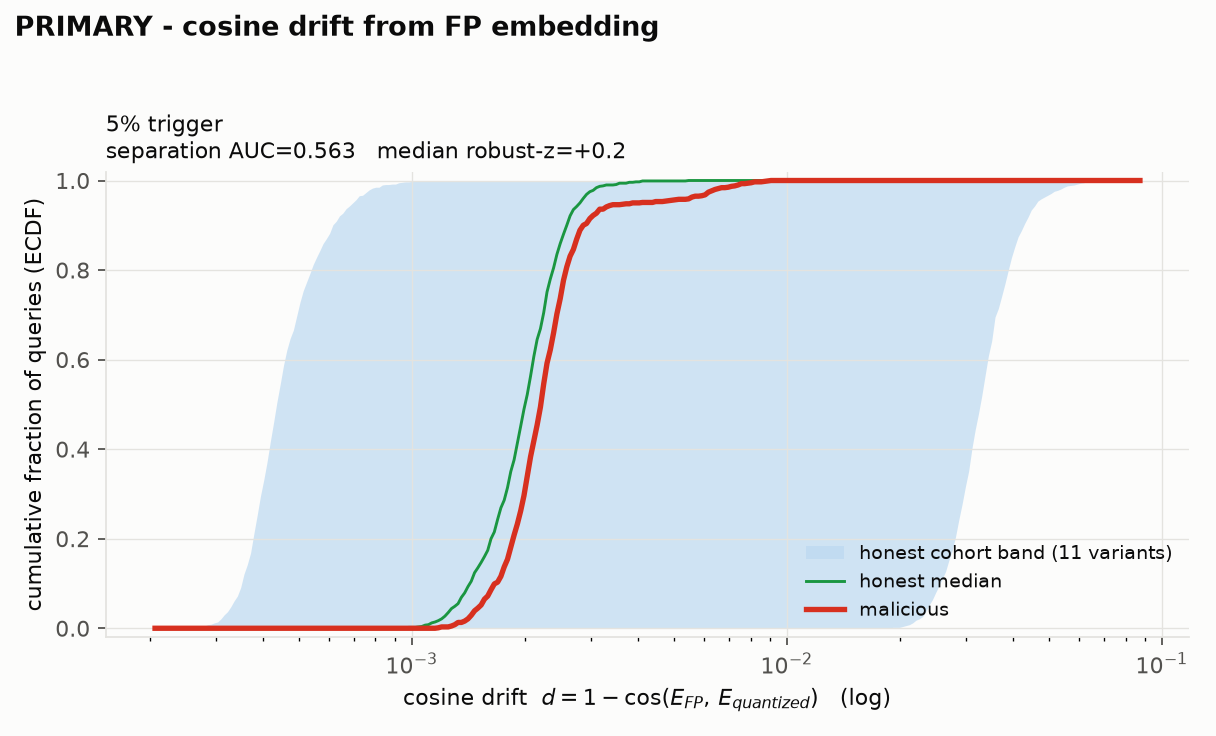 PRIMARY - cosine drift from FP embedding
5% trigger
separation AUC=0.563   median robust-z=+0.2
cumulative fraction of queries (ECDF)
1.0
0.8
0.6
0.4
0.2
0.0
honest cohort band (11 variants)
honest median
malicious
10⁻³
10⁻²
10⁻¹
cosine drift  d = 1 − cos(E_FP, E_quantized)   (log)